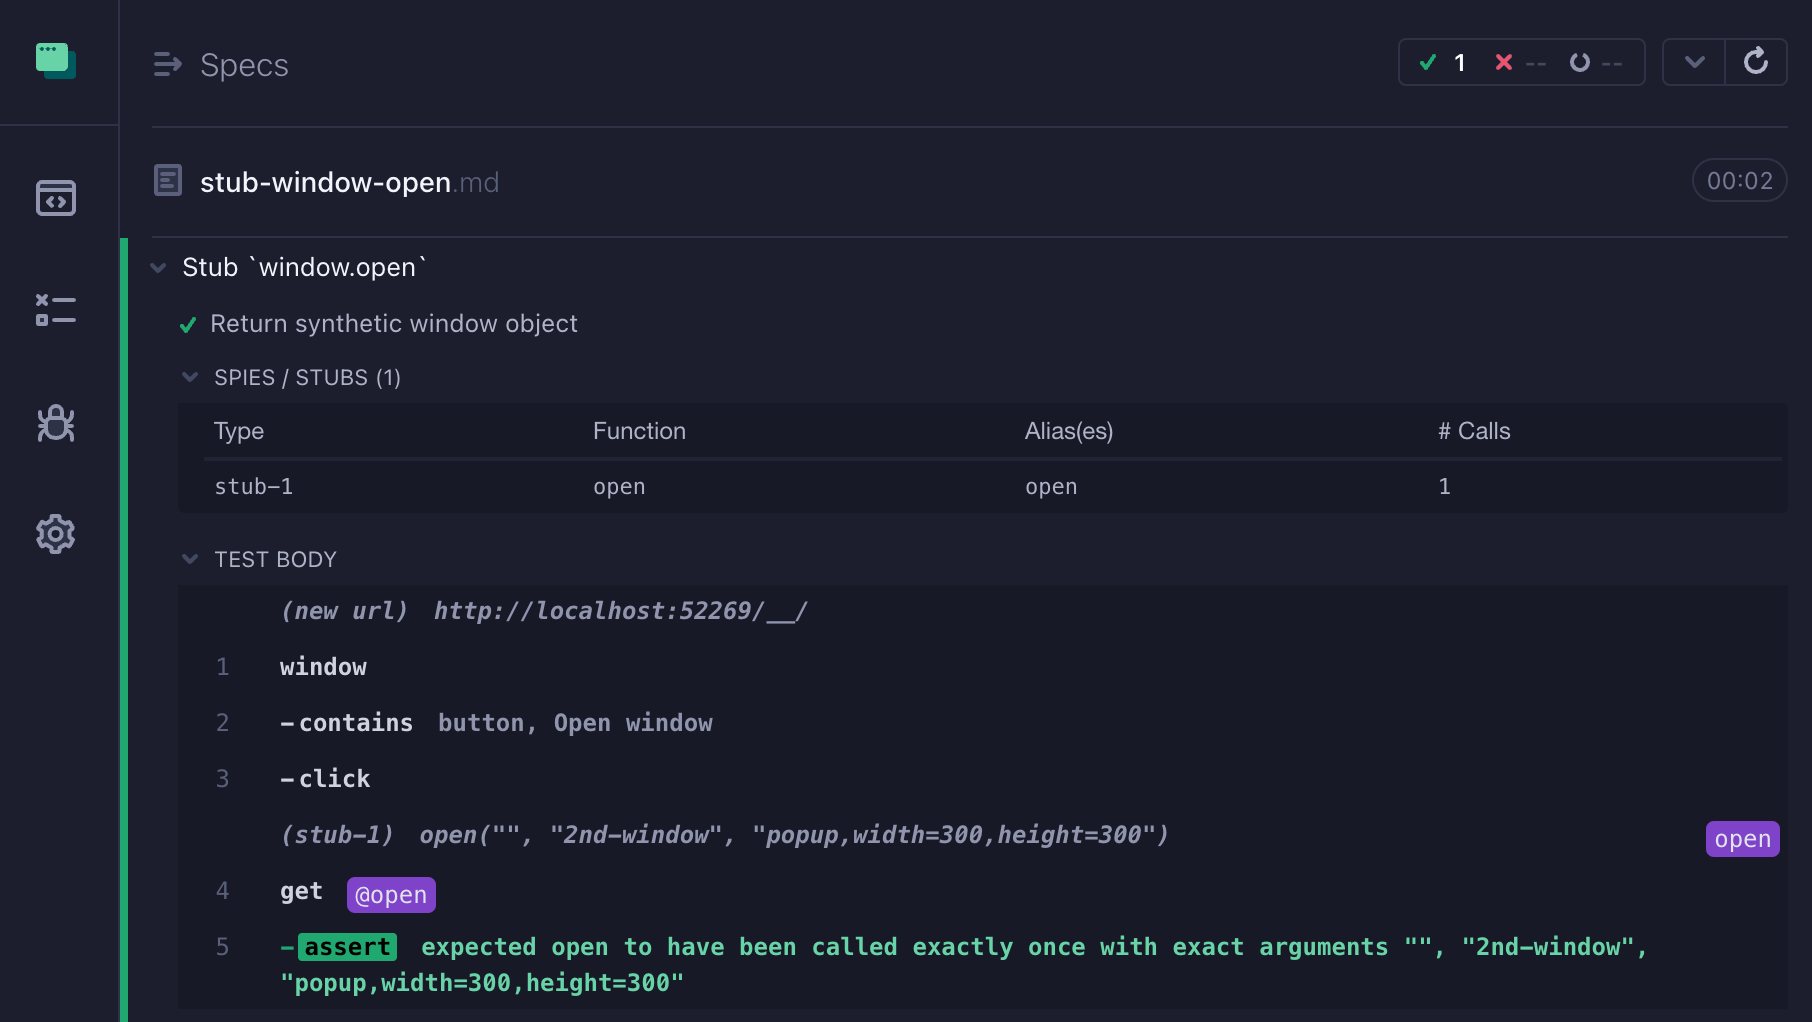 Specs
1 -- --
stub-window-open.md
00:02
Stub `window.open`
Return synthetic window object
SPIES / STUBS (1)
Type Function Alias(es) # Calls
stub-1 open open 1
TEST BODY
(new url) http://localhost:52269/__/
1 window
2 -contains button, Open window
3 -click
(stub-1) open("", "2nd-window", "popup,width=300,height=300") open
4 get @open
5 -assert expected open to have been called exactly once with exact arguments "", "2nd-window",
"popup,width=300,height=300"